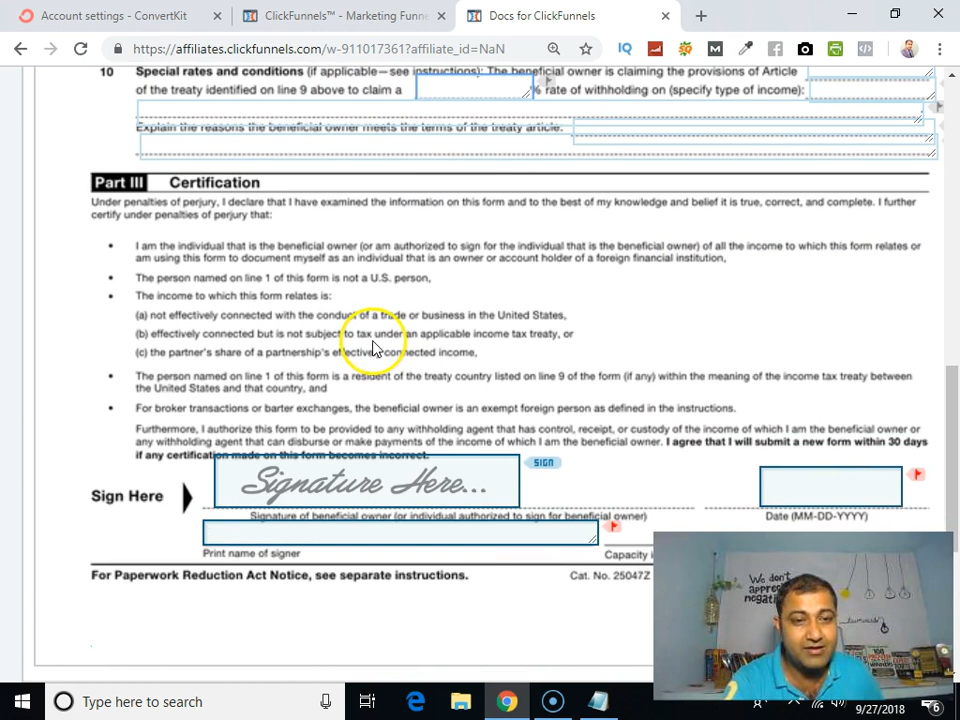 Account settings - ConvertKit
ClickFunnels™ - Marketing Funne
Docs for ClickFunnels
https://affiliates.clickfunnels.com/w-911017361?affiliate_id=NaN
10 Special rates and conditions (if applicable—see instructions): The beneficial owner is claiming the provisions of Article
of the treaty identified on line 9 above to claim a % rate of withholding on (specify type of income):
Explain the reasons the beneficial owner meets the terms of the treaty article:
Part III Certification
Under penalties of perjury, I declare that I have examined the information on this form and to the best of my knowledge and belief it is true, correct, and complete. I further
certify under penalties of perjury that:
• I am the individual that is the beneficial owner (or am authorized to sign for the individual that is the beneficial owner) of all the income to which this form relates or
am using this form to document myself as an individual that is an owner or account holder of a foreign financial institution,
• The person named on line 1 of this form is not a U.S. person,
• The income to which this form relates is:
(a) not effectively connected with the conduct of a trade or business in the United States,
(b) effectively connected but is not subject to tax under an applicable income tax treaty, or
(c) the partner's share of a partnership's effectively connected income,
• The person named on line 1 of this form is a resident of the treaty country listed on line 9 of the form (if any) within the meaning of the income tax treaty between
the United States and that country, and
• For broker transactions or barter exchanges, the beneficial owner is an exempt foreign person as defined in the instructions.
Furthermore, I authorize this form to be provided to any withholding agent that has control, receipt, or custody of the income of which I am the beneficial owner or
any withholding agent that can disburse or make payments of the income of which I am the beneficial owner. I agree that I will submit a new form within 30 days
if any certification made on this form becomes incorrect.
SIGN
Signature Here...
Sign Here
Signature of beneficial owner (or individual authorized to sign for beneficial owner)
Date (MM-DD-YYYY)
Print name of signer
Capacity i
For Paperwork Reduction Act Notice, see separate instructions.
Cat. No. 25047Z
We don't
appreciate
negati
Type here to search
9/27/2018
6